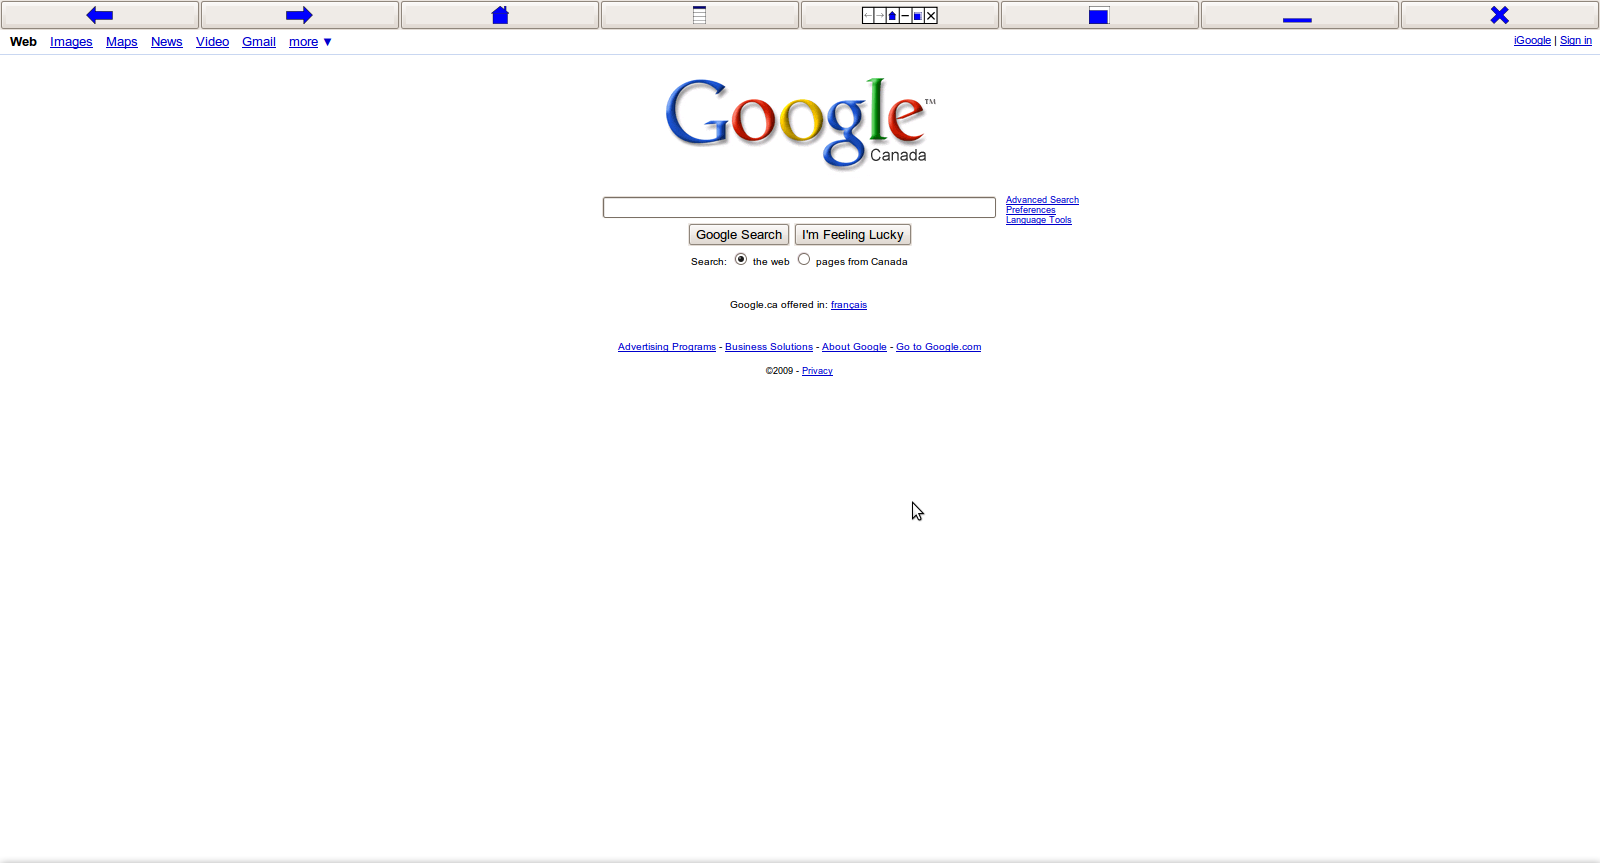 Web Images Maps News Video Gmail more ▼ iGoogle | Sign in
Google™
Canada
Advanced Search
Preferences
Language Tools
Google Search I'm Feeling Lucky
Search: the web pages from Canada
Google.ca offered in: français
Advertising Programs - Business Solutions - About Google - Go to Google.com
©2009 - Privacy